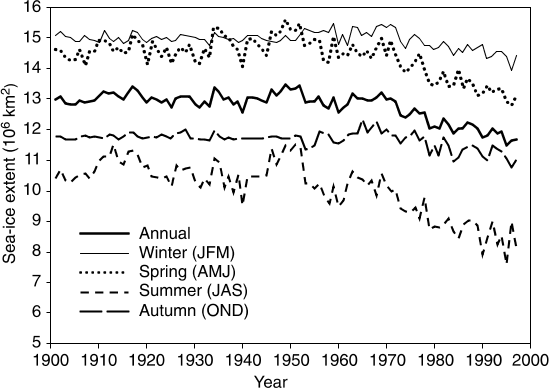 16
15
14
13
12
11
10
9
8
7
6
5
Sea-ice extent (10⁶ km²)
Annual
Winter (JFM)
Spring (AMJ)
Summer (JAS)
Autumn (OND)
1900 1910 1920 1930 1940 1950 1960 1970 1980 1990 2000
Year